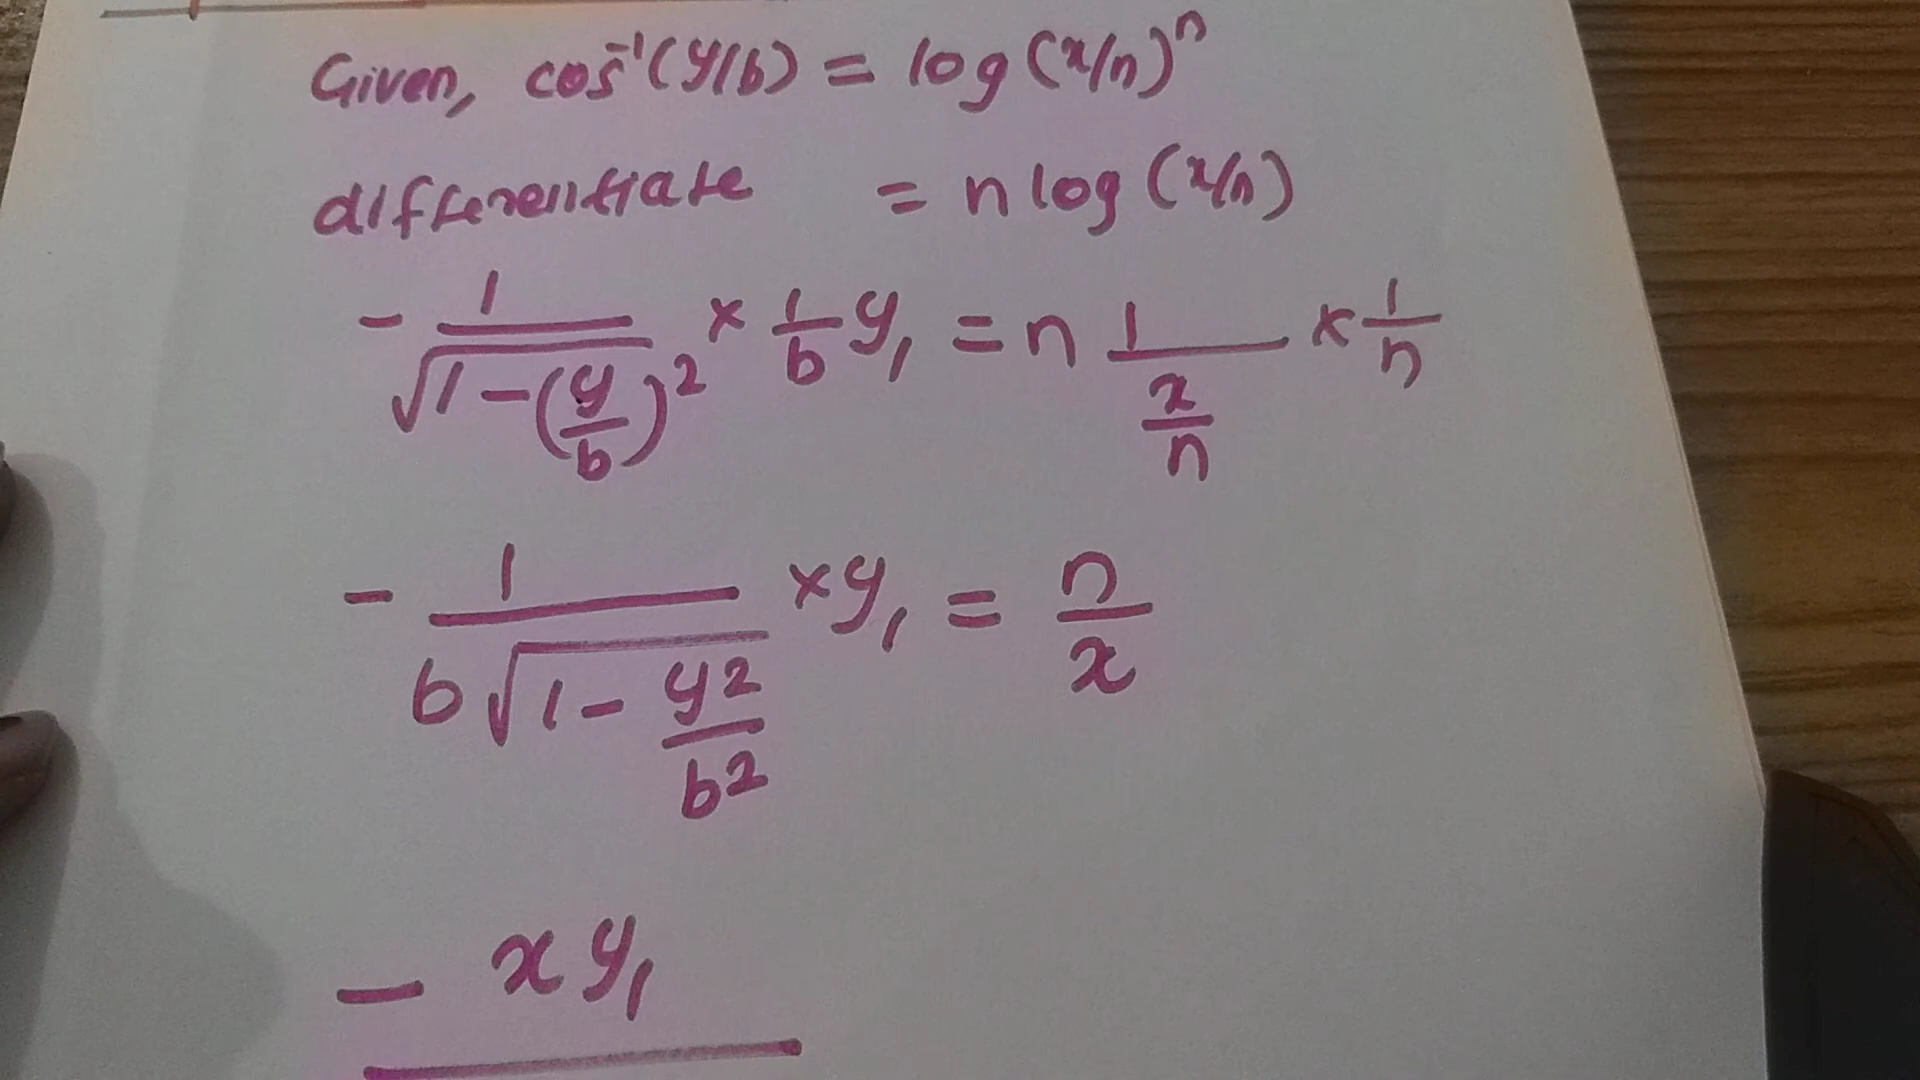 Given, cos⁻¹(y/b) = log(x/n)ⁿ
differentiate = n log(x/n)
- 1/√(1-(y/b)²) × 1/b y₁ = n 1/(x/n) × 1/n
- 1/(b√(1 - y²/b²)) × y₁ = n/x
- xy₁